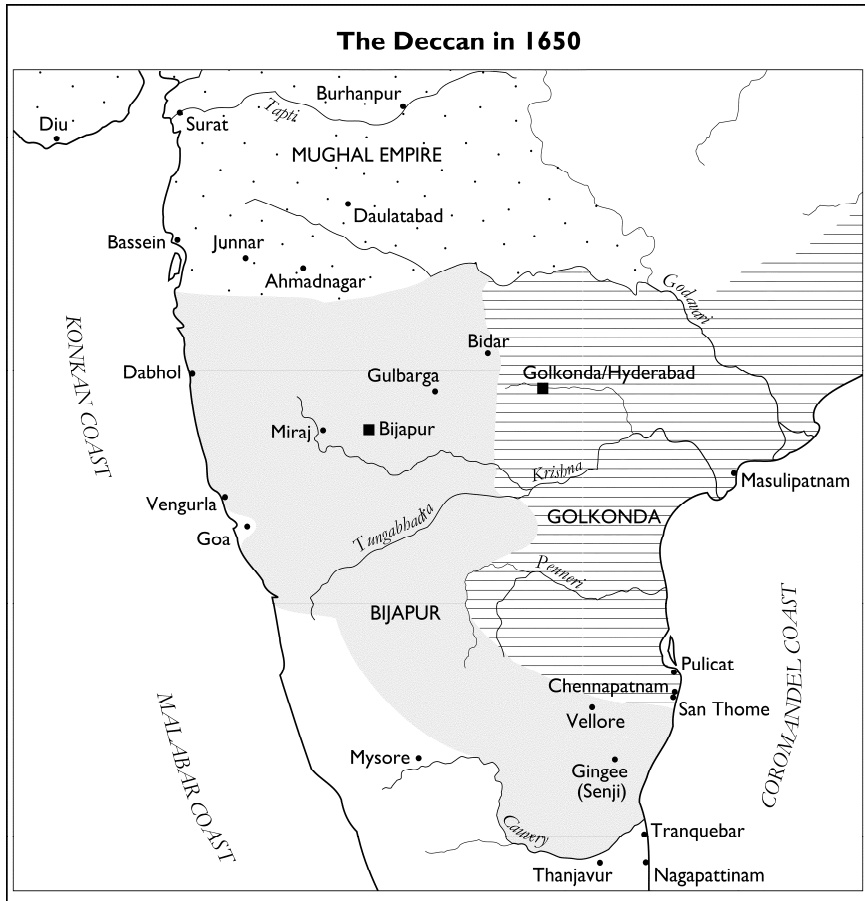 The Deccan in 1650
Burhanpur
Tapti
Diu
Surat
MUGHAL EMPIRE
Daulatabad
Bassein
Junnar
Ahmadnagar
Godavari
KONKAN COAST
Bidar
Dabhol
Gulbarga
Golkonda/Hyderabad
Miraj
Bijapur
Krishna
Masulipatnam
Vengurla
Goa
Tungabhadra
GOLKONDA
Penneri
BIJAPUR
COROMANDEL COAST
Pulicat
Chennapatnam
San Thome
Vellore
MALABAR COAST
Mysore
Gingee
(Senji)
Cauvery
Tranquebar
Thanjavur
Nagapattinam